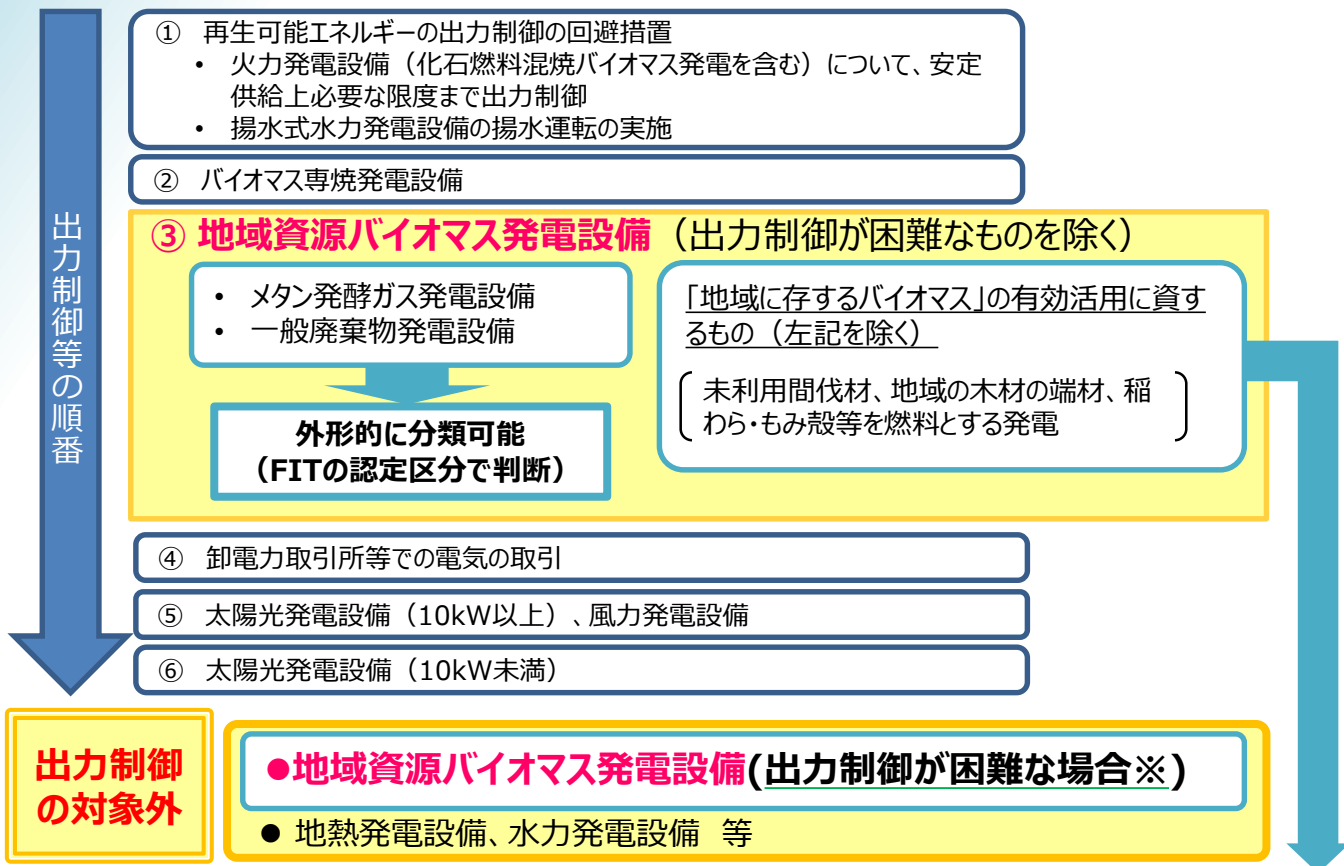 出力制御等の順番
① 再生可能エネルギーの出力制御の回避措置
• 火力発電設備（化石燃料混焼バイオマス発電を含む）について、安定
供給上必要な限度まで出力制御
• 揚水式水力発電設備の揚水運転の実施
② バイオマス専焼発電設備
③ 地域資源バイオマス発電設備（出力制御が困難なものを除く）
• メタン発酵ガス発電設備
• 一般廃棄物発電設備
外形的に分類可能
（FITの認定区分で判断）
「地域に存するバイオマス」の有効活用に資す
るもの（左記を除く）
未利用間伐材、地域の木材の端材、稲
わら・もみ殻等を燃料とする発電
④ 卸電力取引所等での電気の取引
⑤ 太陽光発電設備（10kW以上）、風力発電設備
⑥ 太陽光発電設備（10kW未満）
出力制御
の対象外
●地域資源バイオマス発電設備(出力制御が困難な場合※)
● 地熱発電設備、水力発電設備 等